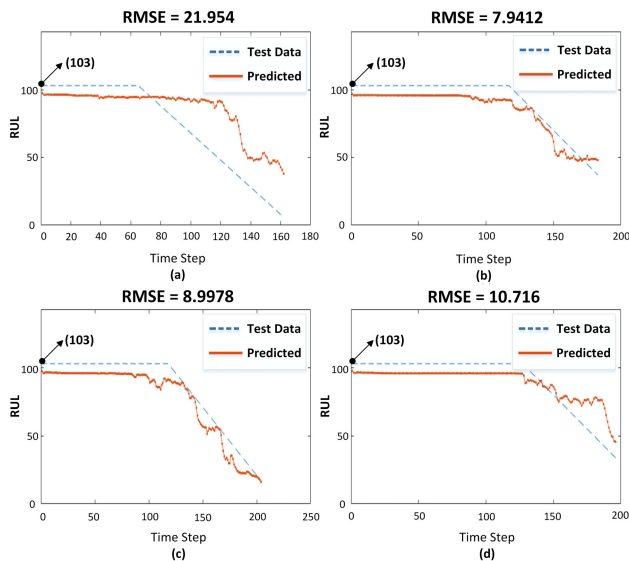 RMSE = 21.954
(103)
Test Data
Predicted
100
50
0
RUL
0 20 40 60 80 100 120 140 160 180
Time Step
(a)
RMSE = 7.9412
(103)
Test Data
Predicted
100
50
0
RUL
0 50 100 150 200
Time Step
(b)
RMSE = 8.9978
(103)
Test Data
Predicted
100
50
0
RUL
0 50 100 150 200 250
Time Step
(c)
RMSE = 10.716
(103)
Test Data
Predicted
100
50
0
RUL
0 50 100 150 200
Time Step
(d)